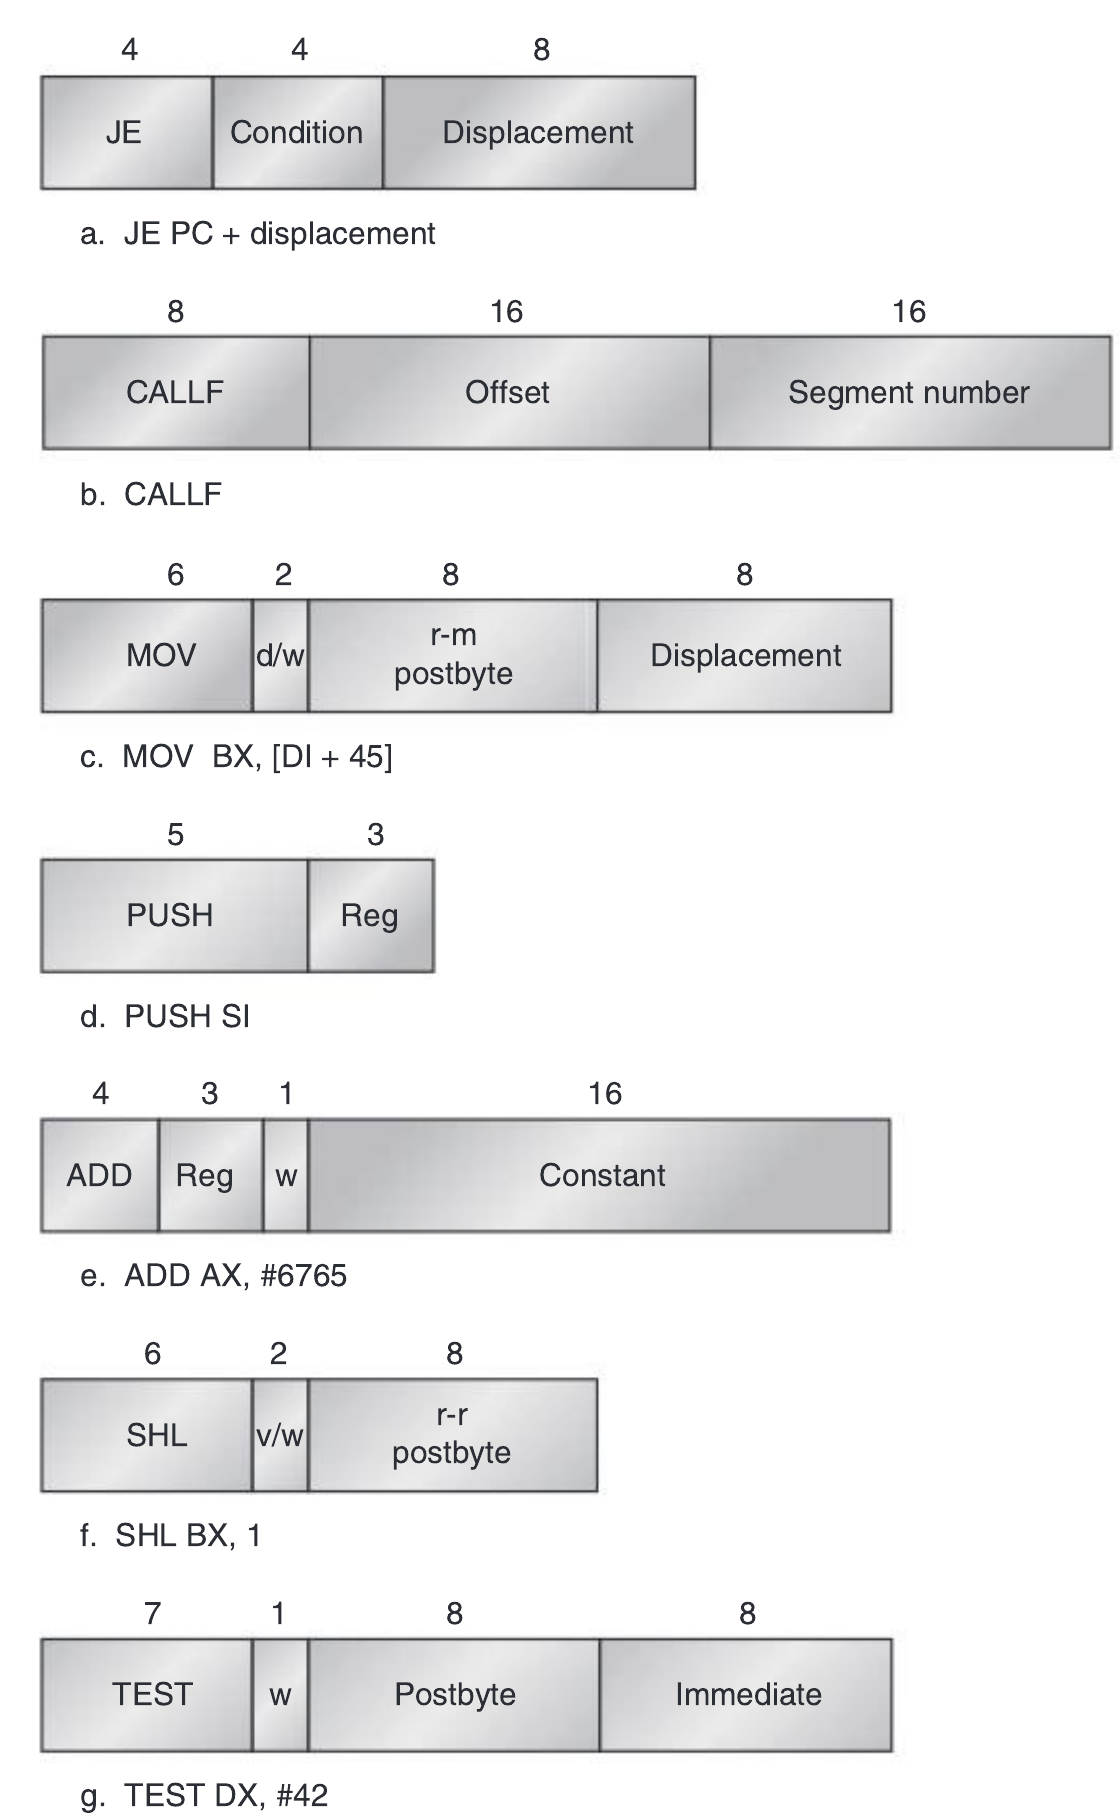 4 4 8
JE Condition Displacement
a. JE PC + displacement
8 16 16
CALLF Offset Segment number
b. CALLF
6 2 8 8
MOV d/w r-m postbyte Displacement
c. MOV BX, [DI + 45]
5 3
PUSH Reg
d. PUSH SI
4 3 1 16
ADD Reg w Constant
e. ADD AX, #6765
6 2 8
SHL v/w r-r postbyte
f. SHL BX, 1
7 1 8 8
TEST w Postbyte Immediate
g. TEST DX, #42